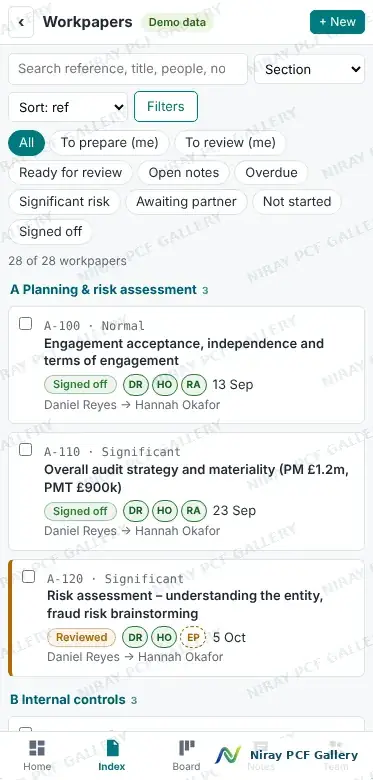 ‹ Workpapers Demo data + New
Search reference, title, people, no Section
Sort: ref Filters
All To prepare (me) To review (me)
Ready for review Open notes Overdue
Significant risk Awaiting partner Not started
Signed off
28 of 28 workpapers
A Planning & risk assessment 3
A-100 · Normal
Engagement acceptance, independence and
terms of engagement
Signed off DR HO RA 13 Sep
Daniel Reyes → Hannah Okafor
A-110 · Significant
Overall audit strategy and materiality (PM £1.2m,
PMT £900k)
Signed off DR HO RA 23 Sep
Daniel Reyes → Hannah Okafor
A-120 · Significant
Risk assessment – understanding the entity,
fraud risk brainstorming
Reviewed DR HO EP 5 Oct
Daniel Reyes → Hannah Okafor
B Internal controls 3
Home Index Board Notes Team
Niray PCF Gallery
NIRAY PCF GALLERY